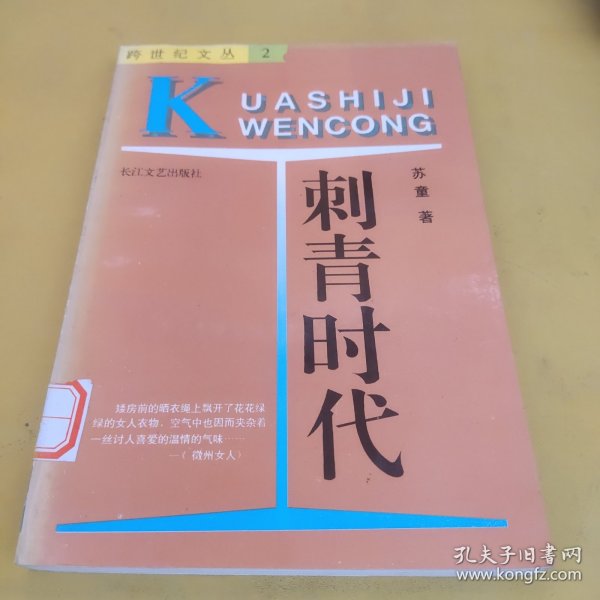 跨世纪文丛 2
KUASHIJI
WENCONG
长江文艺出版社
苏童 著
刺青时代
矮房前的晒衣绳上飘开了花花绿
绿的女人衣物,空气中也因而夹杂着
一丝讨人喜爱的温情的气味……
—《微州女人》
孔夫子旧书网
www.kongfz.com